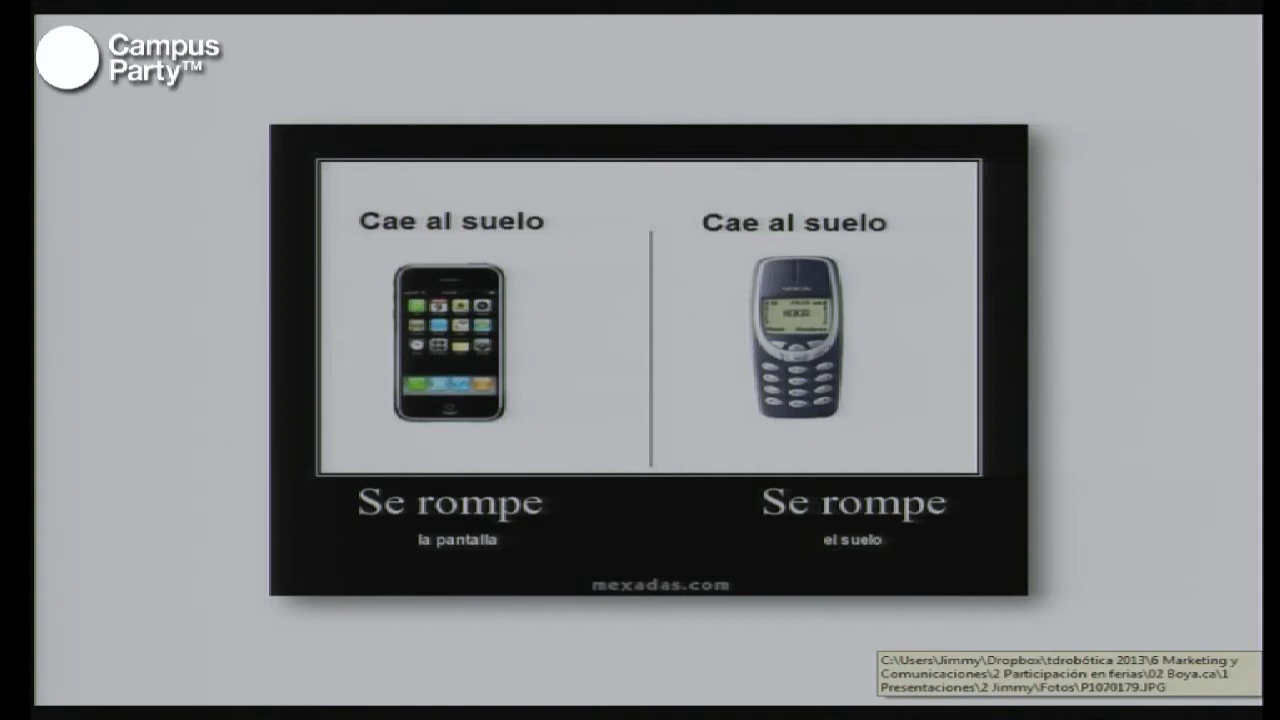 Campus
Party™
Cae al suelo
Cae al suelo
NOKIA
Se rompe
Se rompe
la pantalla
el suelo
mexadas.com
C:\Users\Jimmy\Dropbox\tdrobótica 2013\6 Marketing y
Comunicaciones\2 Participación en ferias\02 Boya.ca\1
Presentaciones\2 Jimmy\Fotos\P1070179.JPG